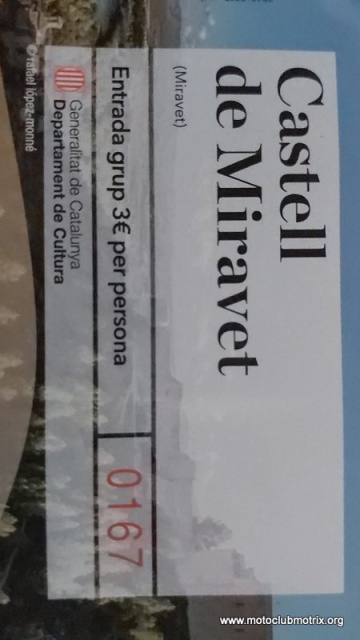 Castell
de Miravet
(Miravet)
Entrada grup 3€ per persona
0167
Generalitat de Catalunya
Departament de Cultura
© rafael lópez-monné
www.motoclubmotrix.org